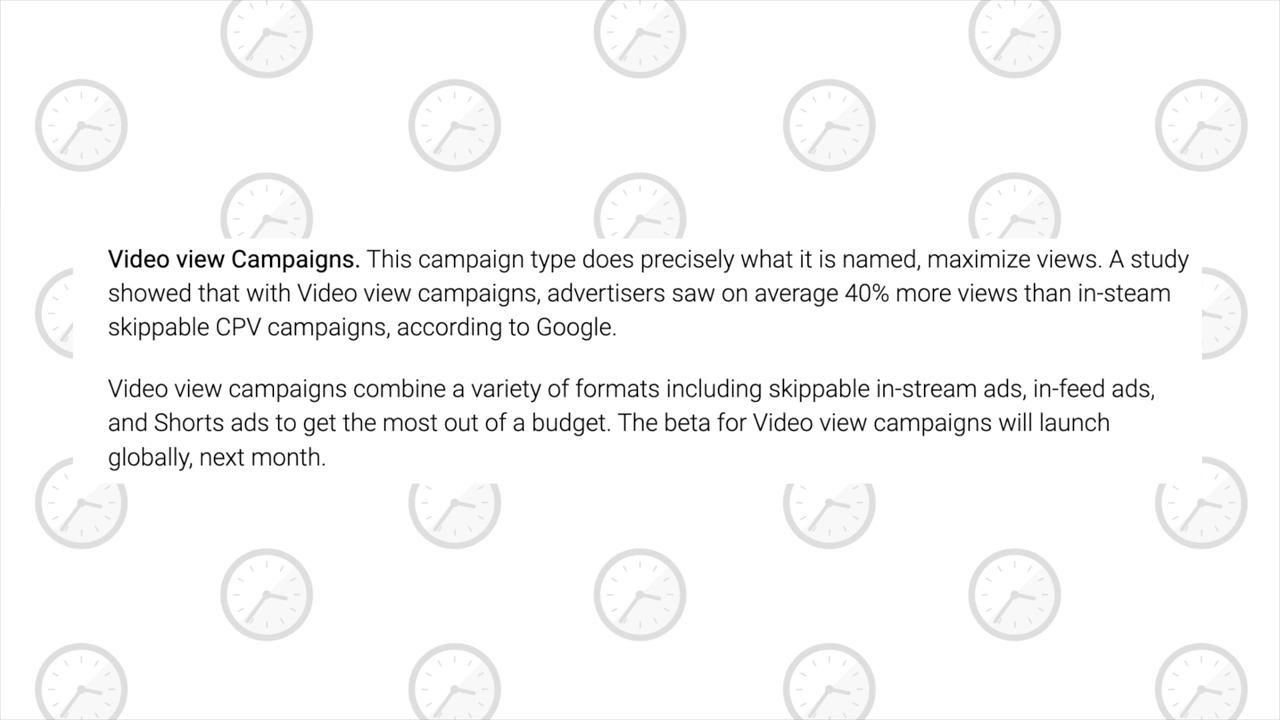 Video view Campaigns. This campaign type does precisely what it is named, maximize views. A study
showed that with Video view campaigns, advertisers saw on average 40% more views than in-steam
skippable CPV campaigns, according to Google.
Video view campaigns combine a variety of formats including skippable in-stream ads, in-feed ads,
and Shorts ads to get the most out of a budget. The beta for Video view campaigns will launch
globally, next month.